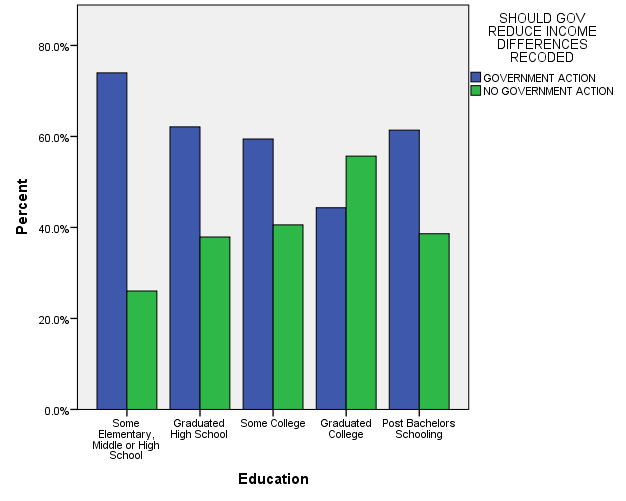 SHOULD GOV
REDUCE INCOME
DIFFERENCES
RECODED
GOVERNMENT ACTION
NO GOVERNMENT ACTION
80.0%
60.0%
40.0%
20.0%
0.0%
Percent
Some
Elementary,
Middle or High
School
Graduated
High School
Some College
Graduated
College
Post Bachelors
Schooling
Education